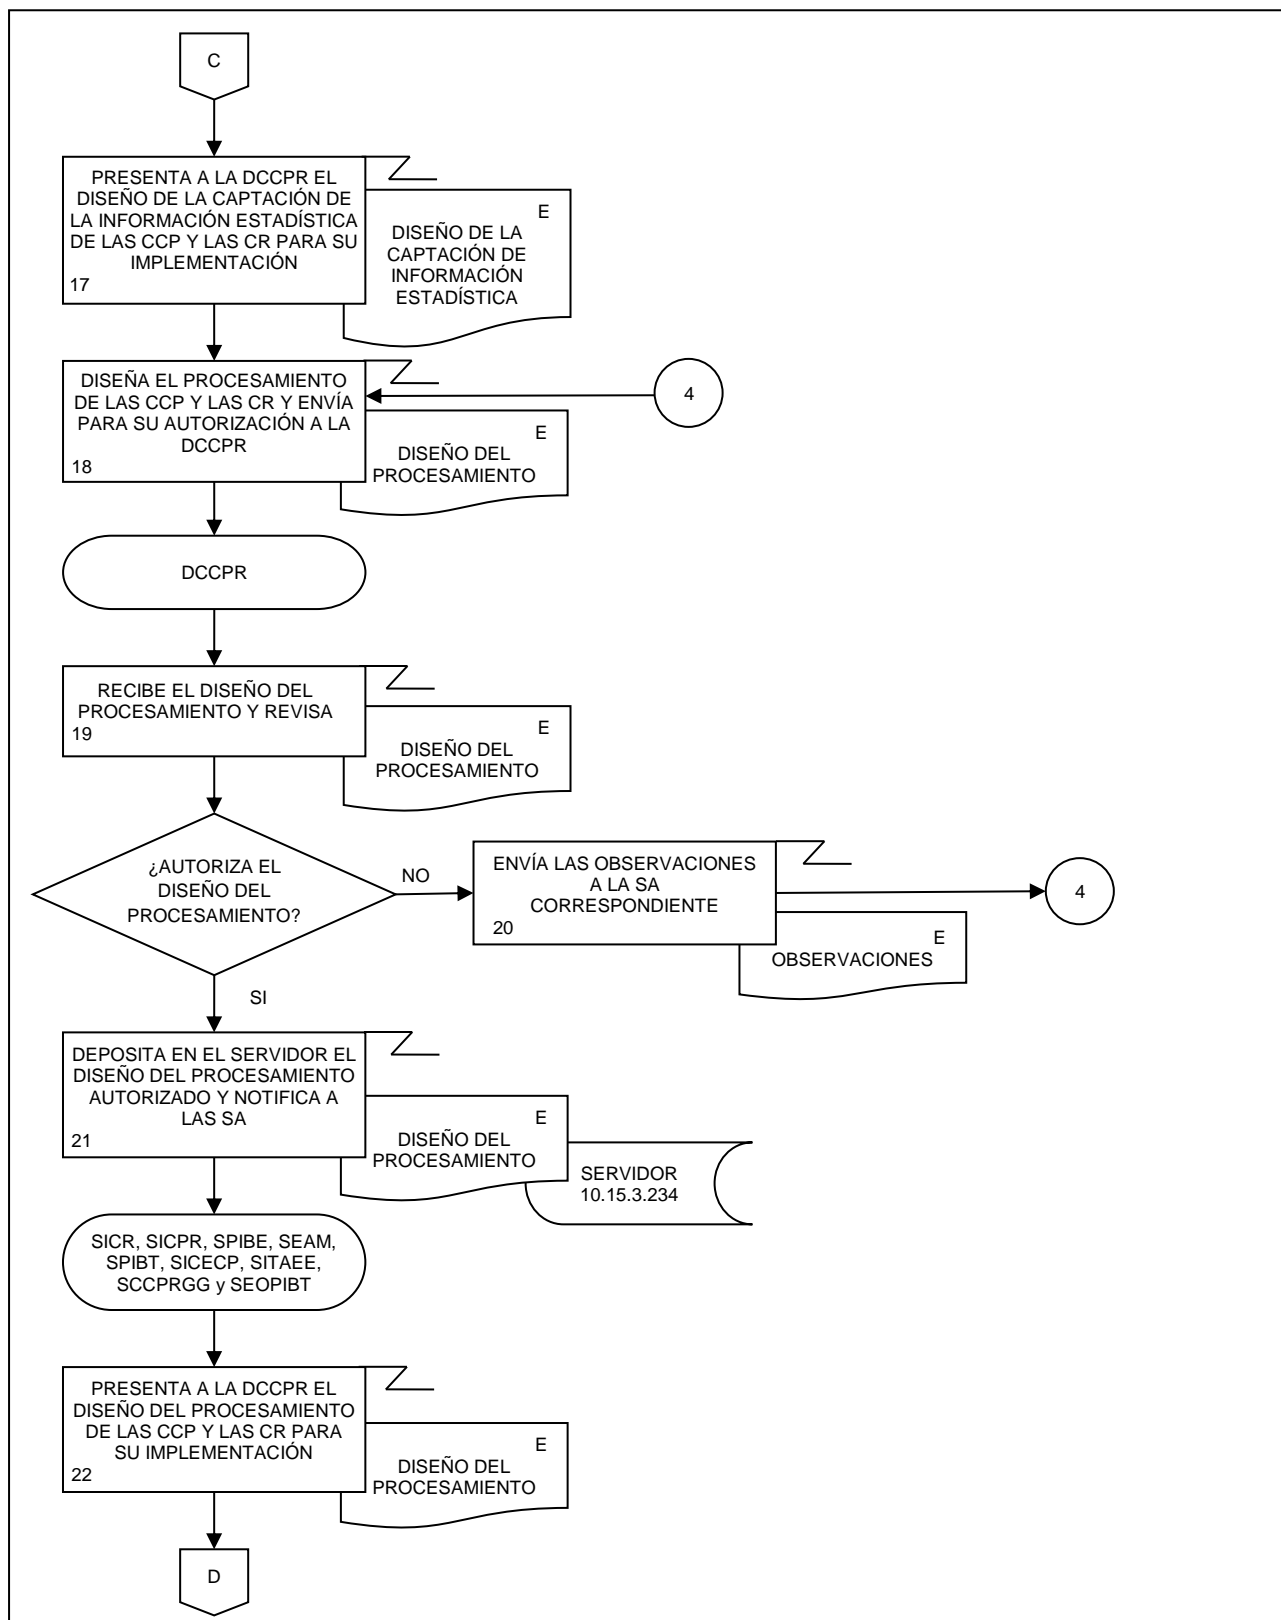 C
PRESENTA A LA DCCPR EL
DISEÑO DE LA CAPTACIÓN DE
LA INFORMACIÓN ESTADÍSTICA
DE LAS CCP Y LAS CR PARA SU
IMPLEMENTACIÓN
17
E
DISEÑO DE LA
CAPTACIÓN DE
INFORMACIÓN
ESTADÍSTICA
DISEÑA EL PROCESAMIENTO
DE LAS CCP Y LAS CR Y ENVÍA
PARA SU AUTORIZACIÓN A LA
DCCPR
18
4
E
DISEÑO DEL
PROCESAMIENTO
DCCPR
RECIBE EL DISEÑO DEL
PROCESAMIENTO Y REVISA
19
E
DISEÑO DEL
PROCESAMIENTO
¿AUTORIZA EL
DISEÑO DEL
PROCESAMIENTO?
NO
ENVÍA LAS OBSERVACIONES
A LA SA
CORRESPONDIENTE
20
4
E
OBSERVACIONES
SI
DEPOSITA EN EL SERVIDOR EL
DISEÑO DEL PROCESAMIENTO
AUTORIZADO Y NOTIFICA A
LAS SA
21
E
DISEÑO DEL
PROCESAMIENTO
SERVIDOR
10.15.3.234
SICR, SICPR, SPIBE, SEAM,
SPIBT, SICECP, SITAEE,
SCCPRGG y SEOPIBT
PRESENTA A LA DCCPR EL
DISEÑO DEL PROCESAMIENTO
DE LAS CCP Y LAS CR PARA
SU IMPLEMENTACIÓN
22
E
DISEÑO DEL
PROCESAMIENTO
D